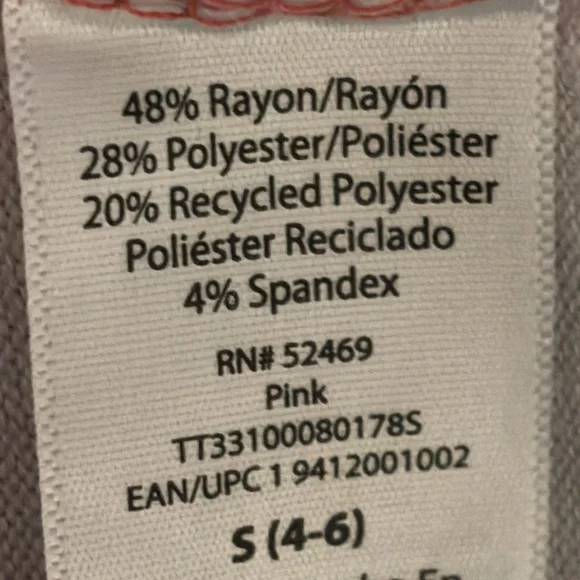 48% Rayon/Rayón
28% Polyester/Poliéster
20% Recycled Polyester
Poliéster Reciclado
4% Spandex
RN# 52469
Pink
TT33100080178S
EAN/UPC 1 9412001002
S (4-6)